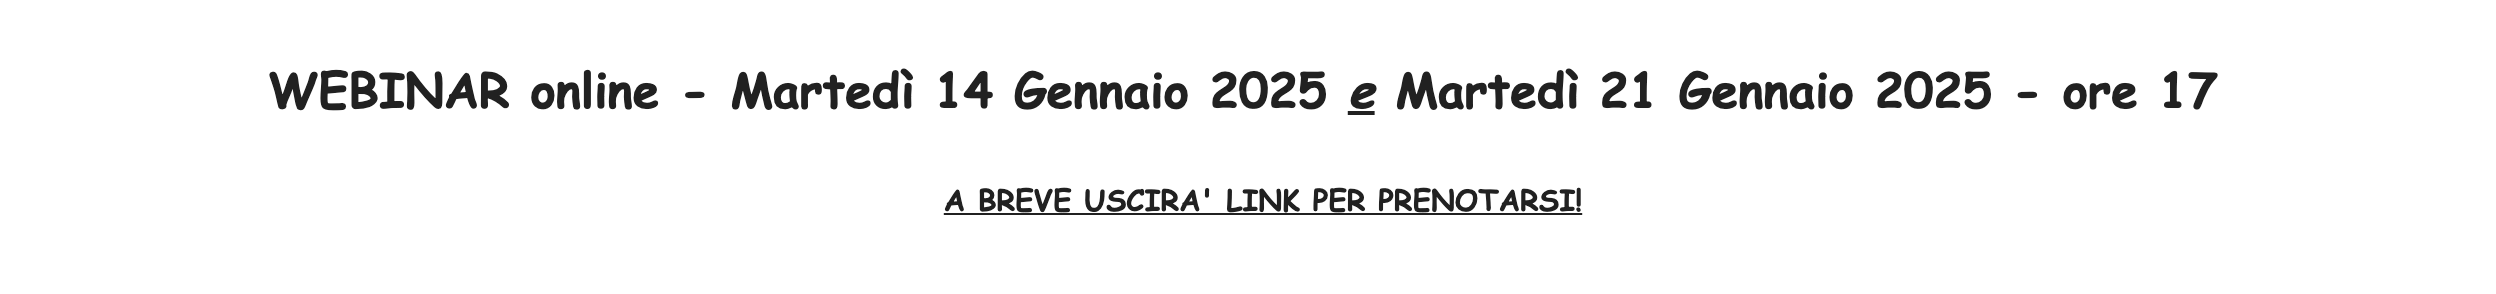 WEBINAR online - Martedì 14 Gennaio 2025 o Martedì 21 Gennaio 2025 - ore 17
A BREVE USCIRA' LINK PER PRENOTARSI!